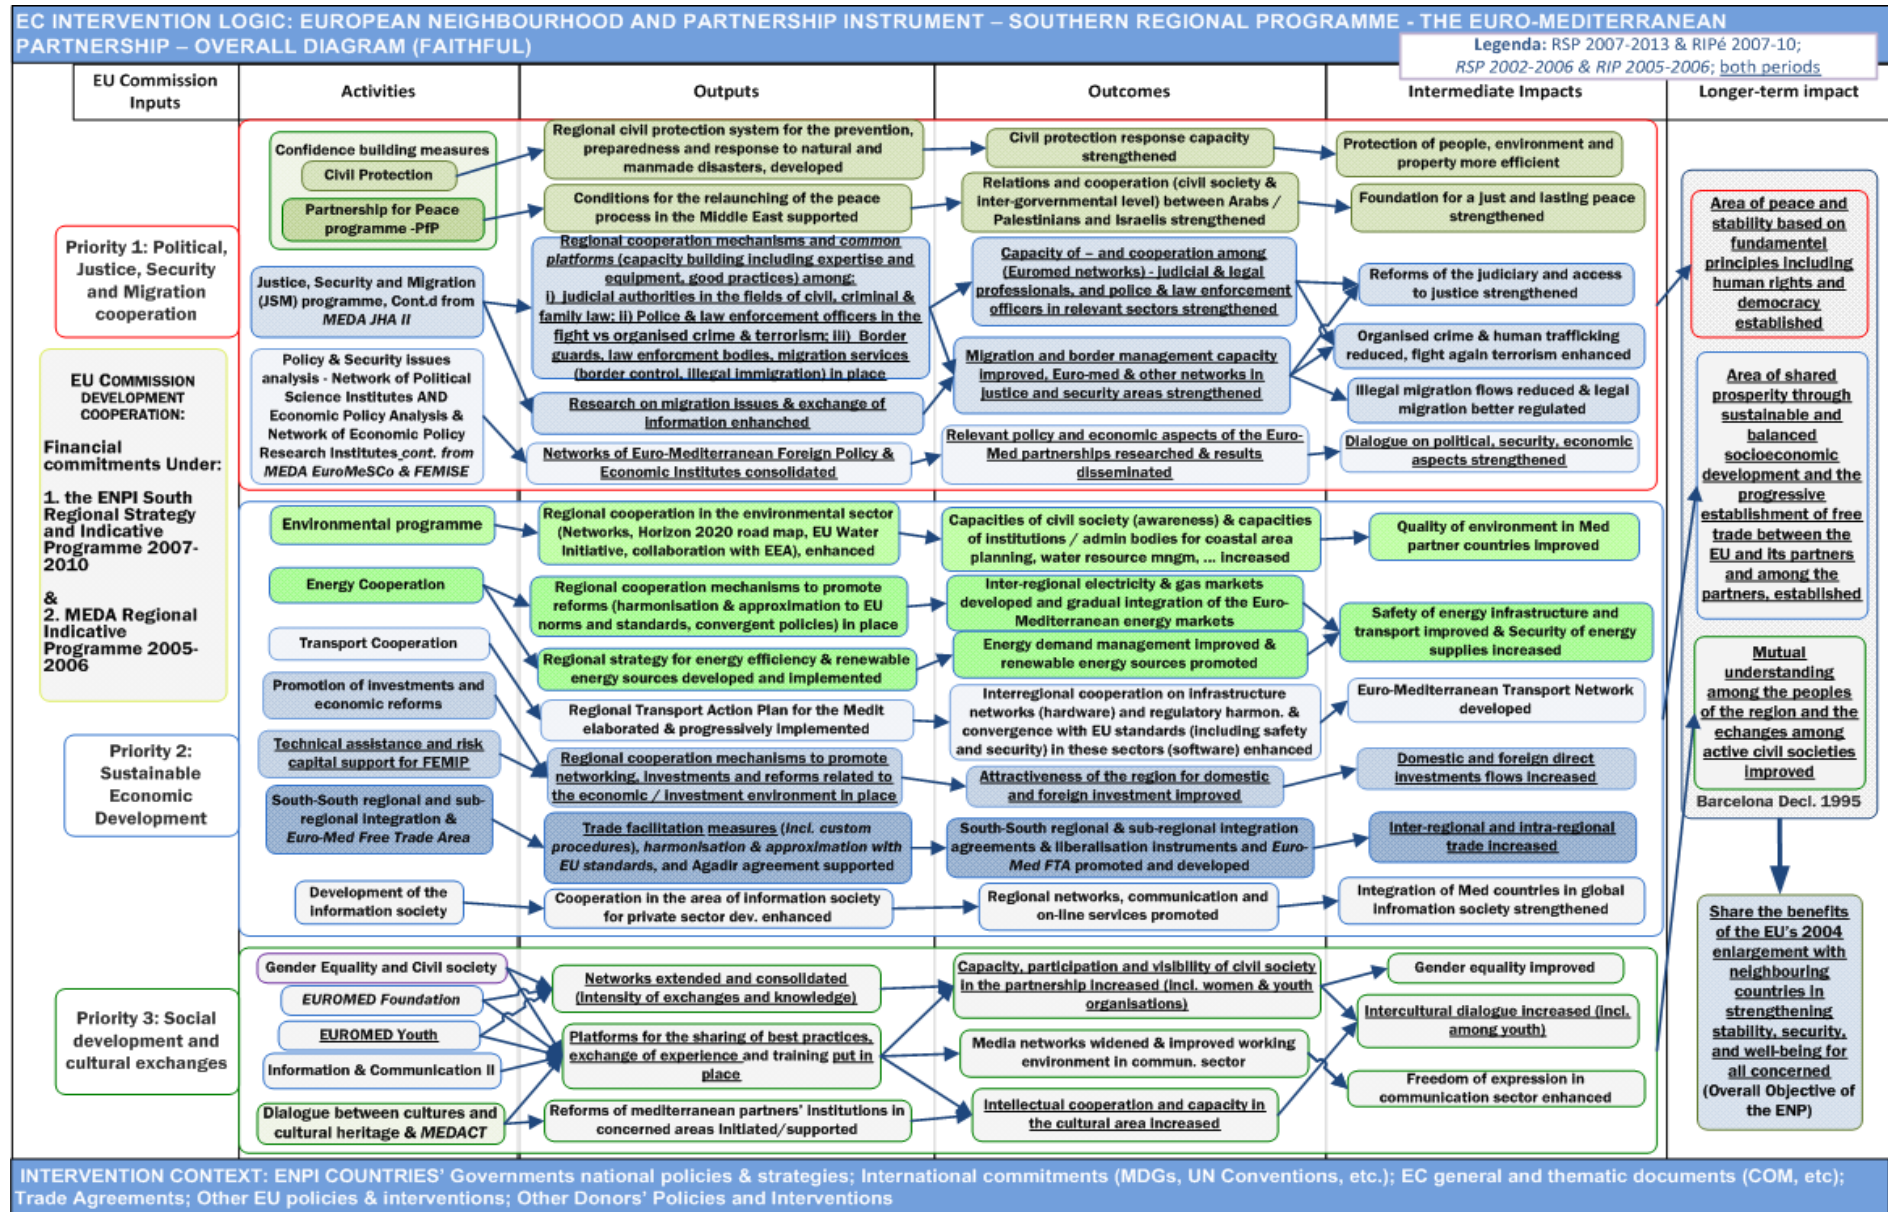 EC INTERVENTION LOGIC: EUROPEAN NEIGHBOURHOOD AND PARTNERSHIP INSTRUMENT – SOUTHERN REGIONAL PROGRAMME - THE EURO-MEDITERRANEAN
PARTNERSHIP – OVERALL DIAGRAM (FAITHFUL)
Legenda: RSP 2007-2013 & RIPé 2007-10;
RSP 2002-2006 & RIP 2005-2006; both periods
EU Commission
Inputs
Activities
Outputs
Outcomes
Intermediate Impacts
Longer-term impact
Priority 1: Political,
Justice, Security
and Migration
cooperation
EU COMMISSION
DEVELOPMENT
COOPERATION:
Financial
commitments Under:
1. the ENPI South
Regional Strategy
and Indicative
Programme 2007-
2010
&
2. MEDA Regional
Indicative
Programme 2005-
2006
Priority 2:
Sustainable
Economic
Development
Priority 3: Social
development and
cultural exchanges
Confidence building measures
Civil Protection
Partnership for Peace
programme -PfP
Justice, Security and Migration
(JSM) programme, Cont.d from
MEDA JHA II
Policy & Security issues
analysis - Network of Political
Science Institutes AND
Economic Policy Analysis &
Network of Economic Policy
Research Institutes cont. from
MEDA EuroMeSCo & FEMISE
Regional civil protection system for the prevention,
preparedness and response to natural and
manmade disasters, developed
Conditions for the relaunching of the peace
process in the Middle East supported
Regional cooperation mechanisms and common
platforms (capacity building including expertise and
equipment, good practices) among:
i) judicial authorities in the fields of civil, criminal &
family law; ii) Police & law enforcement officers in the
fight vs organised crime & terrorism; iii) Border
guards, law enforcment bodies, migration services
(border control, illegal immigration) in place
Research on migration issues & exchange of
information enhanched
Networks of Euro-Mediterranean Foreign Policy &
Economic Institutes consolidated
Civil protection response capacity
strengthened
Relations and cooperation (civil society &
inter-gorvernmental level) between Arabs /
Palestinians and Israelis strengthened
Capacity of – and cooperation among
(Euromed networks) - judicial & legal
professionals, and police & law enforcement
officers in relevant sectors strengthened
Migration and border management capacity
improved, Euro-med & other networks in
justice and security areas strengthened
Relevant policy and economic aspects of the Euro-
Med partnerships researched & results
disseminated
Protection of people, environment and
property more efficient
Foundation for a just and lasting peace
strengthened
Reforms of the judiciary and access
to justice strengthened
Organised crime & human trafficking
reduced, fight again terrorism enhanced
Illegal migration flows reduced & legal
migration better regulated
Dialogue on political, security, economic
aspects strengthened
Environmental programme
Energy Cooperation
Transport Cooperation
Promotion of investments and
economic reforms
Technical assistance and risk
capital support for FEMIP
South-South regional and sub-
regional integration &
Euro-Med Free Trade Area
Development of the
information society
Regional cooperation in the environmental sector
(Networks, Horizon 2020 road map, EU Water
Initiative, collaboration with EEA), enhanced
Regional cooperation mechanisms to promote
reforms (harmonisation & approximation to EU
norms and standards, convergent policies) in place
Regional strategy for energy efficiency & renewable
energy sources developed and implemented
Regional Transport Action Plan for the Medit
elaborated & progressively implemented
Regional cooperation mechanisms to promote
networking, investments and reforms related to
the economic / investment environment in place
Trade facilitation measures (incl. custom
procedures), harmonisation & approximation with
EU standards, and Agadir agreement supported
Cooperation in the area of information society
for private sector dev. enhanced
Capacities of civil society (awareness) & capacities
of institutions / admin bodies for coastal area
planning, water resource mngm, ... increased
Inter-regional electricity & gas markets
developed and gradual integration of the Euro-
Mediterranean energy markets
Energy demand management improved &
renewable energy sources promoted
Interregional cooperation on infrastructure
networks (hardware) and regulatory harmon. &
convergence with EU standards (including safety
and security) in these sectors (software) enhanced
Attractiveness of the region for domestic
and foreign investment improved
South-South regional & sub-regional integration
agreements & liberalisation instruments and Euro-
Med FTA promoted and developed
Regional networks, communication and
on-line services promoted
Quality of environment in Med
partner countries improved
Safety of energy infrastructure and
transport improved & Security of energy
supplies increased
Euro-Mediterranean Transport Network
developed
Domestic and foreign direct
investments flows increased
Inter-regional and intra-regional
trade increased
Integration of Med countries in global
infromation society strengthened
Gender Equality and Civil society
EUROMED Foundation
EUROMED Youth
Information & Communication II
Dialogue between cultures and
cultural heritage & MEDACT
Networks extended and consolidated
(intensity of exchanges and knowledge)
Platforms for the sharing of best practices,
exchange of experience and training put in
place
Reforms of mediterranean partners' institutions in
concerned areas initiated/supported
Capacity, participation and visibility of civil society
in the partnership increased (incl. women & youth
organisations)
Media networks widened & improved working
environment in commun. sector
Intellectual cooperation and capacity in
the cultural area increased
Gender equality improved
Intercultural dialogue increased (incl.
among youth)
Freedom of expression in
communication sector enhanced
Area of peace and
stability based on
fundamentel
principles including
human rights and
democracy
established
Area of shared
prosperity through
sustainable and
balanced
socioeconomic
development and the
progressive
establishment of free
trade between the
EU and its partners
and among the
partners, established
Mutual
understanding
among the peoples
of the region and the
echanges among
active civil societies
improved
Barcelona Decl. 1995
Share the benefits
of the EU's 2004
enlargement with
neighbouring
countries in
strengthening
stability, security,
and well-being for
all concerned
(Overall Objective of
the ENP)
INTERVENTION CONTEXT: ENPI COUNTRIES' Governments national policies & strategies; International commitments (MDGs, UN Conventions, etc.); EC general and thematic documents (COM, etc);
Trade Agreements; Other EU policies & interventions; Other Donors' Policies and Interventions